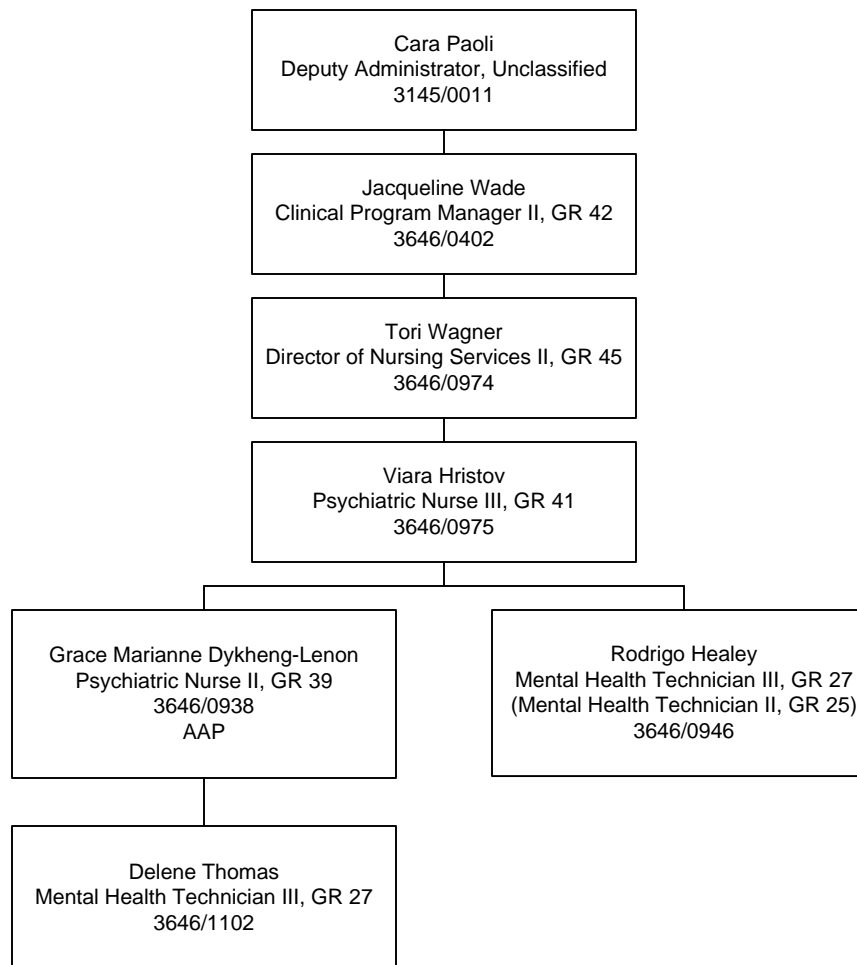 Cara Paoli
Deputy Administrator, Unclassified
3145/0011
Jacqueline Wade
Clinical Program Manager II, GR 42
3646/0402
Tori Wagner
Director of Nursing Services II, GR 45
3646/0974
Viara Hristov
Psychiatric Nurse III, GR 41
3646/0975
Grace Marianne Dykheng-Lenon
Psychiatric Nurse II, GR 39
3646/0938
AAP
Rodrigo Healey
Mental Health Technician III, GR 27
(Mental Health Technician II, GR 25)
3646/0946
Delene Thomas
Mental Health Technician III, GR 27
3646/1102